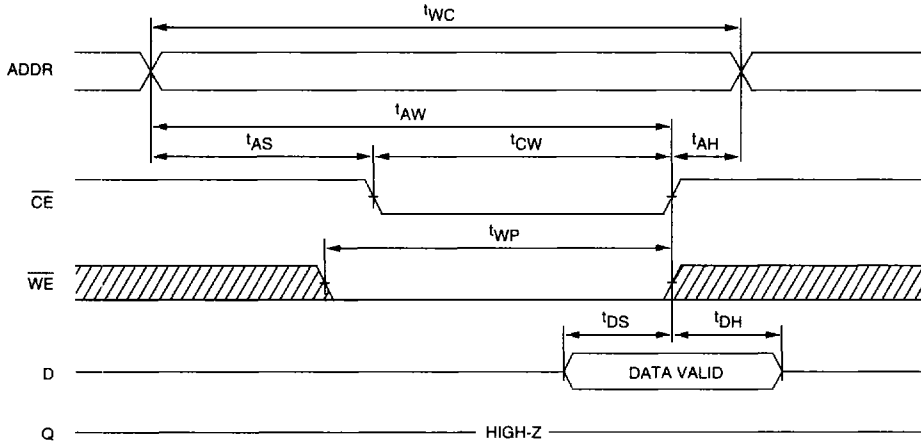 tWC
ADDR
tAW
tAS
tCW
tAH
CE
tWP
WE
tDS
tDH
D
DATA VALID
Q
HIGH-Z